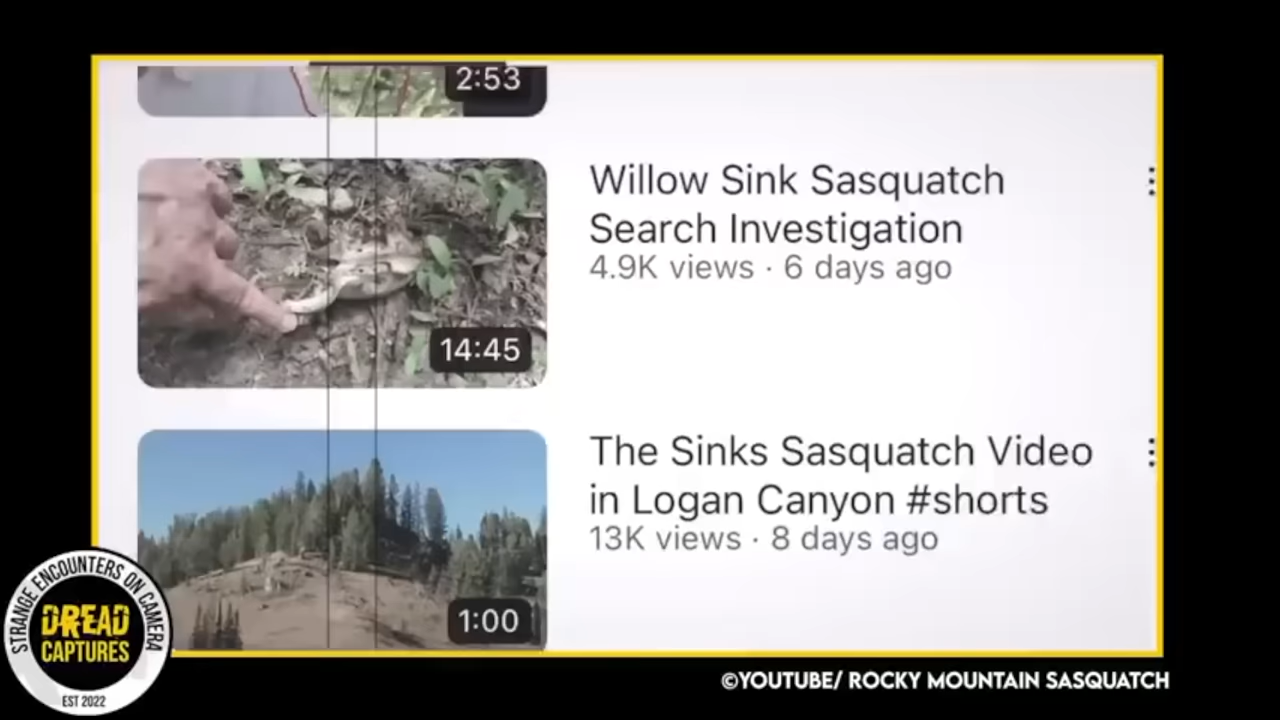 2:53
Willow Sink Sasquatch
Search Investigation
4.9K views · 6 days ago
14:45
The Sinks Sasquatch Video
in Logan Canyon #shorts
13K views · 8 days ago
1:00
STRANGE ENCOUNTERS ON CAMERA
DREAD
CAPTURES
EST 2022
©YOUTUBE/ ROCKY MOUNTAIN SASQUATCH